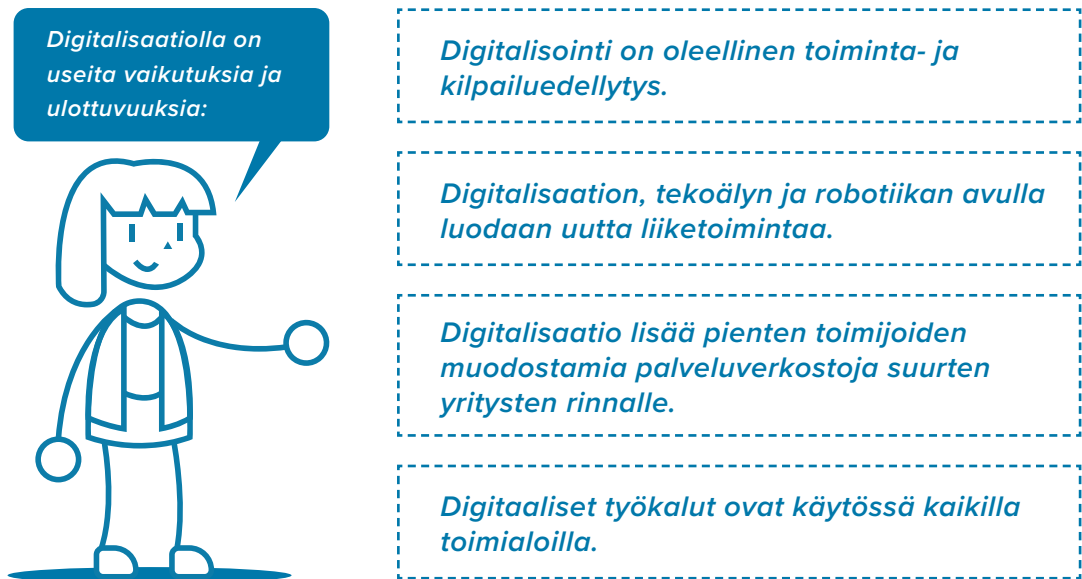 Digitalisaatiolla on
useita vaikutuksia ja
ulottuvuuksia:
Digitalisointi on oleellinen toiminta- ja
kilpailuedellytys.
Digitalisaation, tekoälyn ja robotiikan avulla
luodaan uutta liiketoimintaa.
Digitalisaatio lisää pienten toimijoiden
muodostamia palveluverkostoja suurten
yritysten rinnalle.
Digitaaliset työkalut ovat käytössä kaikilla
toimialoilla.